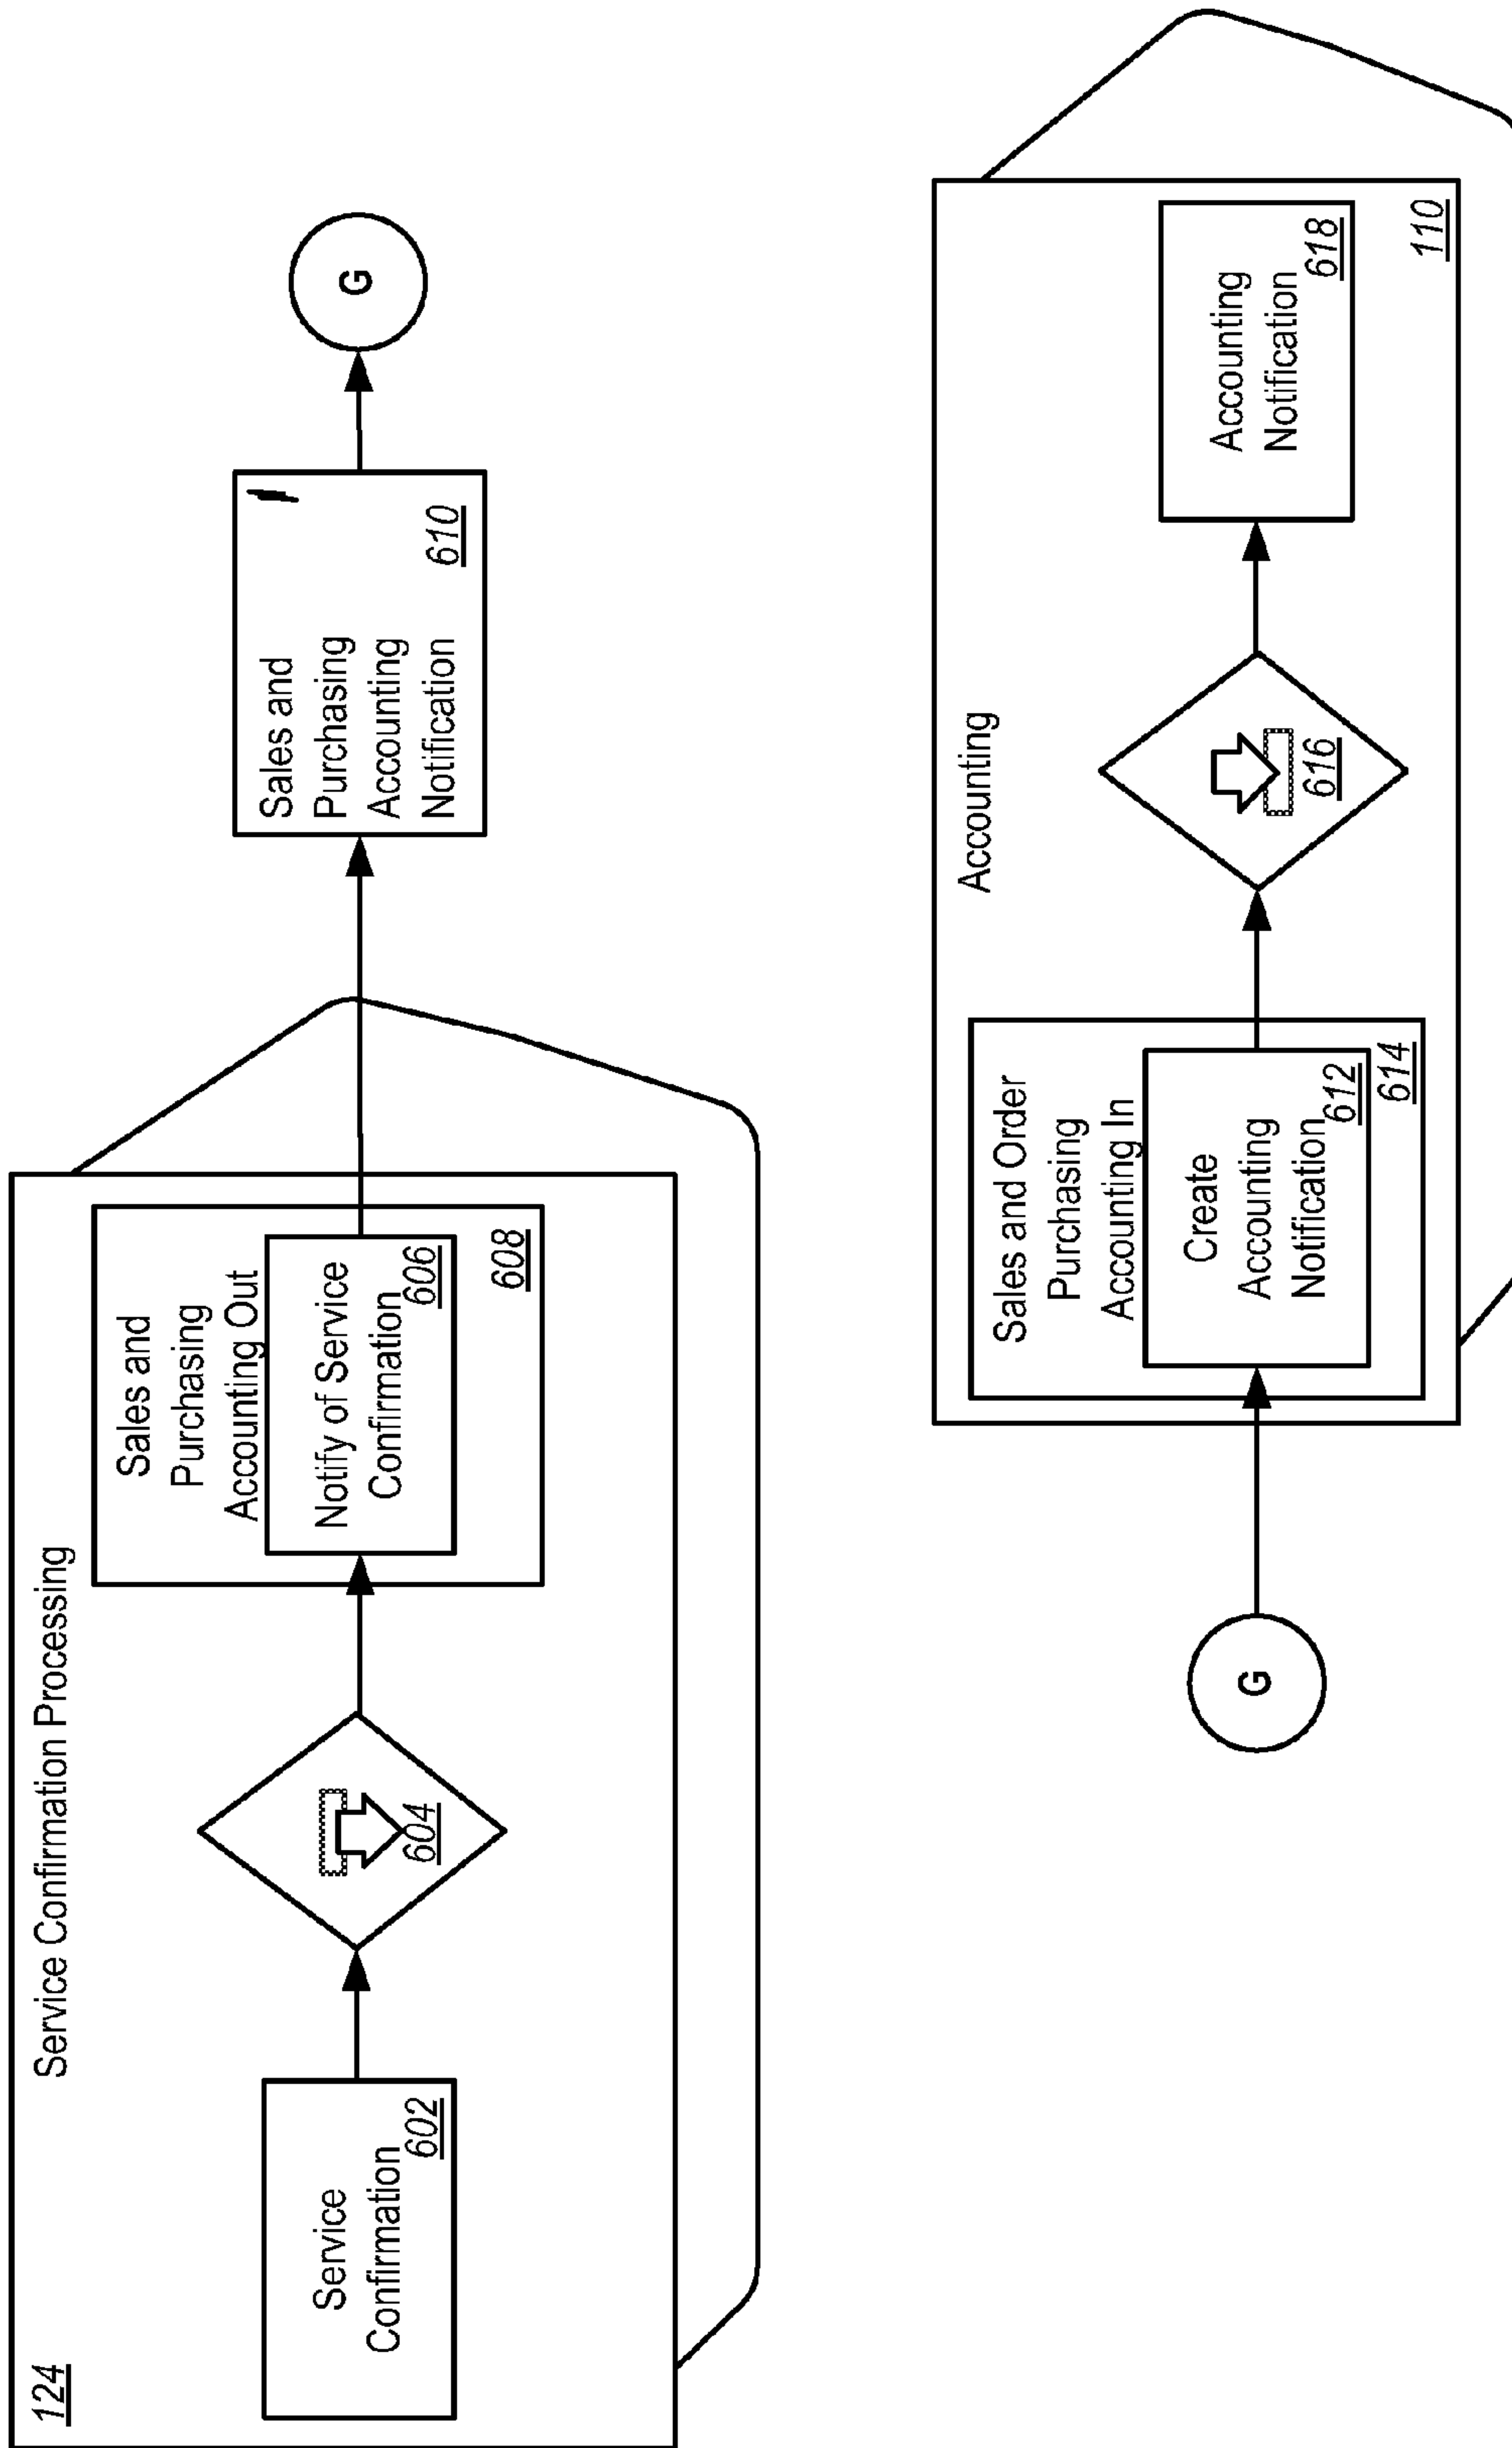 124
Service Confirmation Processing
Service
Confirmation
602
604
Sales and
Purchasing
Accounting Out
Notify of Service
Confirmation
606
608
Sales and
Purchasing
Accounting
Notification
610
G
G
Accounting
Sales and Order
Purchasing
Accounting In
Create
Accounting
Notification
612
614
616
Accounting
Notification
618
110